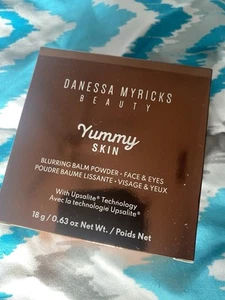 DANESSA MYRICKS
BEAUTY
Yummy
SKIN
BLURRING BALM POWDER • FACE & EYES
POUDRE BAUME LISSANTE • VISAGE & YEUX
With Upsalite® Technology
Avec la technologie Upsalite®
18 g / 0.63 oz Net Wt. / Poids Net